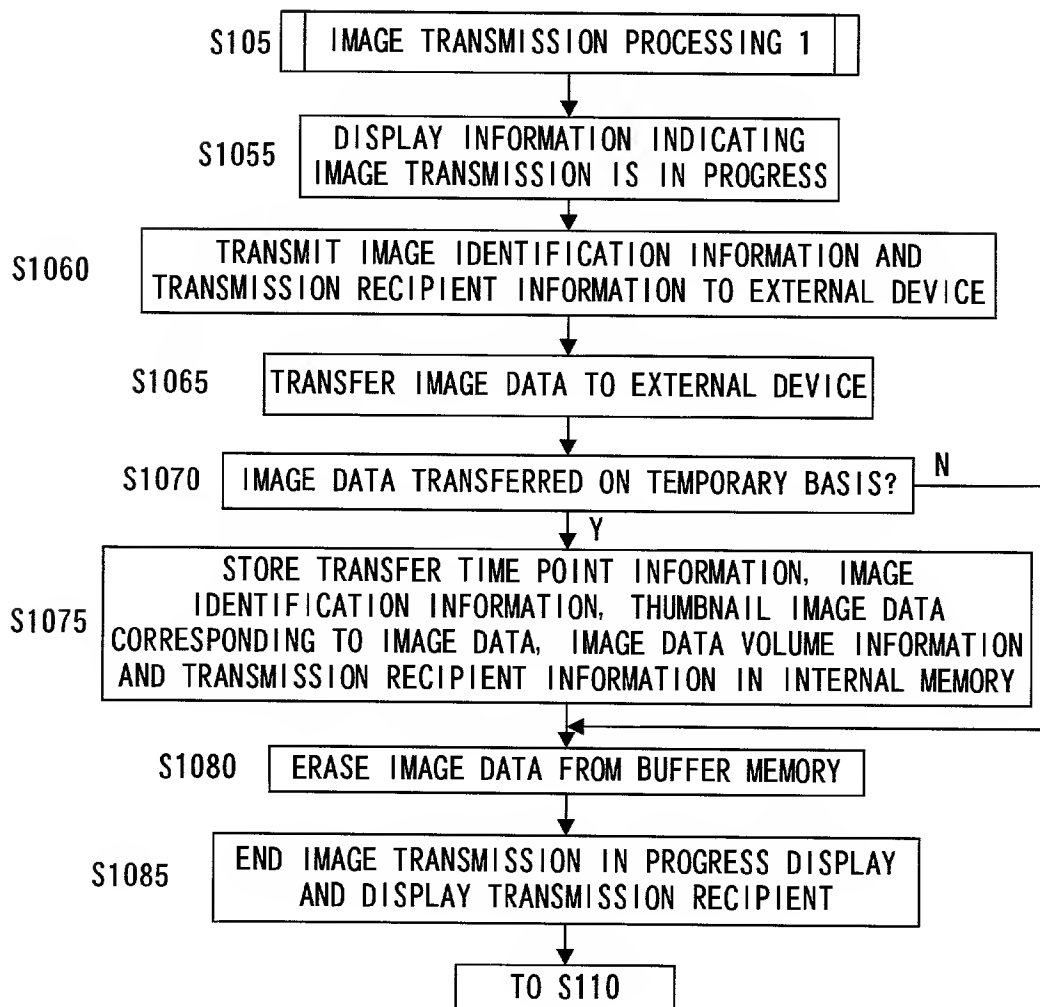 S105 IMAGE TRANSMISSION PROCESSING 1
S1055 DISPLAY INFORMATION INDICATING
IMAGE TRANSMISSION IS IN PROGRESS
S1060 TRANSMIT IMAGE IDENTIFICATION INFORMATION AND
TRANSMISSION RECIPIENT INFORMATION TO EXTERNAL DEVICE
S1065 TRANSFER IMAGE DATA TO EXTERNAL DEVICE
S1070 IMAGE DATA TRANSFERRED ON TEMPORARY BASIS? N
Y
STORE TRANSFER TIME POINT INFORMATION, IMAGE
IDENTIFICATION INFORMATION, THUMBNAIL IMAGE DATA
S1075 CORRESPONDING TO IMAGE DATA, IMAGE DATA VOLUME INFORMATION
AND TRANSMISSION RECIPIENT INFORMATION IN INTERNAL MEMORY
S1080 ERASE IMAGE DATA FROM BUFFER MEMORY
S1085 END IMAGE TRANSMISSION IN PROGRESS DISPLAY
AND DISPLAY TRANSMISSION RECIPIENT
TO S110